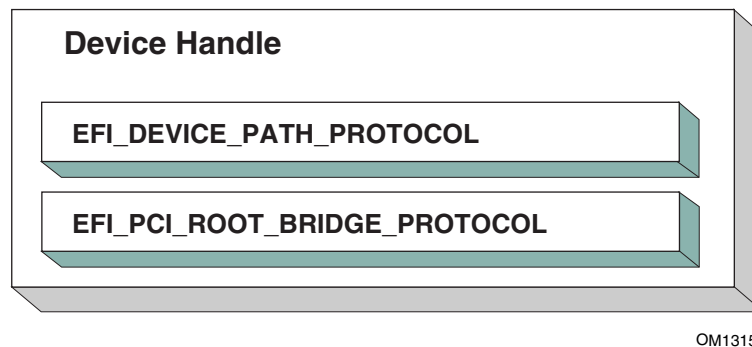 Device Handle
EFI_DEVICE_PATH_PROTOCOL
EFI_PCI_ROOT_BRIDGE_PROTOCOL
OM1315